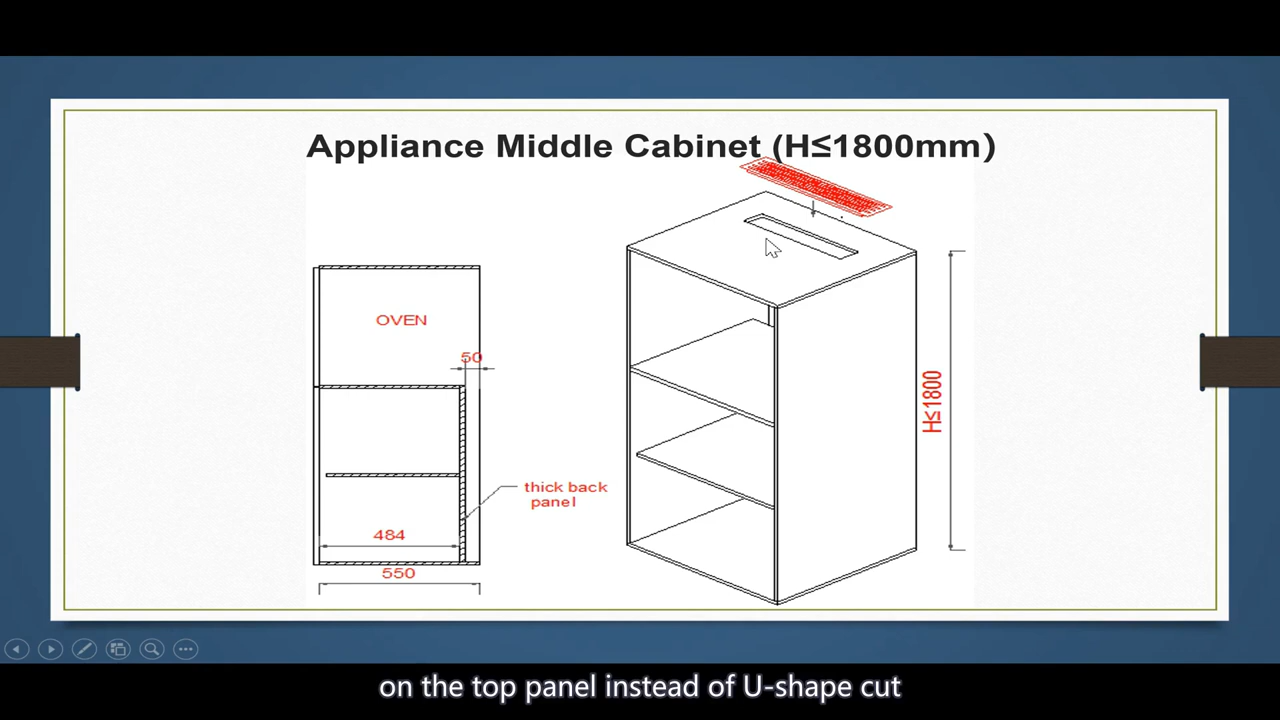 Appliance Middle Cabinet (H≤1800mm)
OVEN
50
thick back
panel
484
550
H≤1800
on the top panel instead of U-shape cut